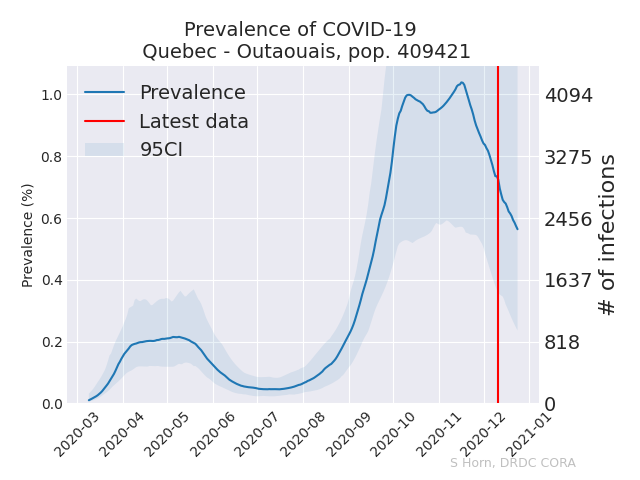 Prevalence of COVID-19
Quebec - Outaouais, pop. 409421
Prevalence
Latest data
95CI
Prevalence (%)
1.0
0.8
0.6
0.4
0.2
0.0
4094
3275
2456
1637
818
0
# of infections
2020-03
2020-04
2020-05
2020-06
2020-07
2020-08
2020-09
2020-10
2020-11
2020-12
2021-01
S Horn, DRDC CORA